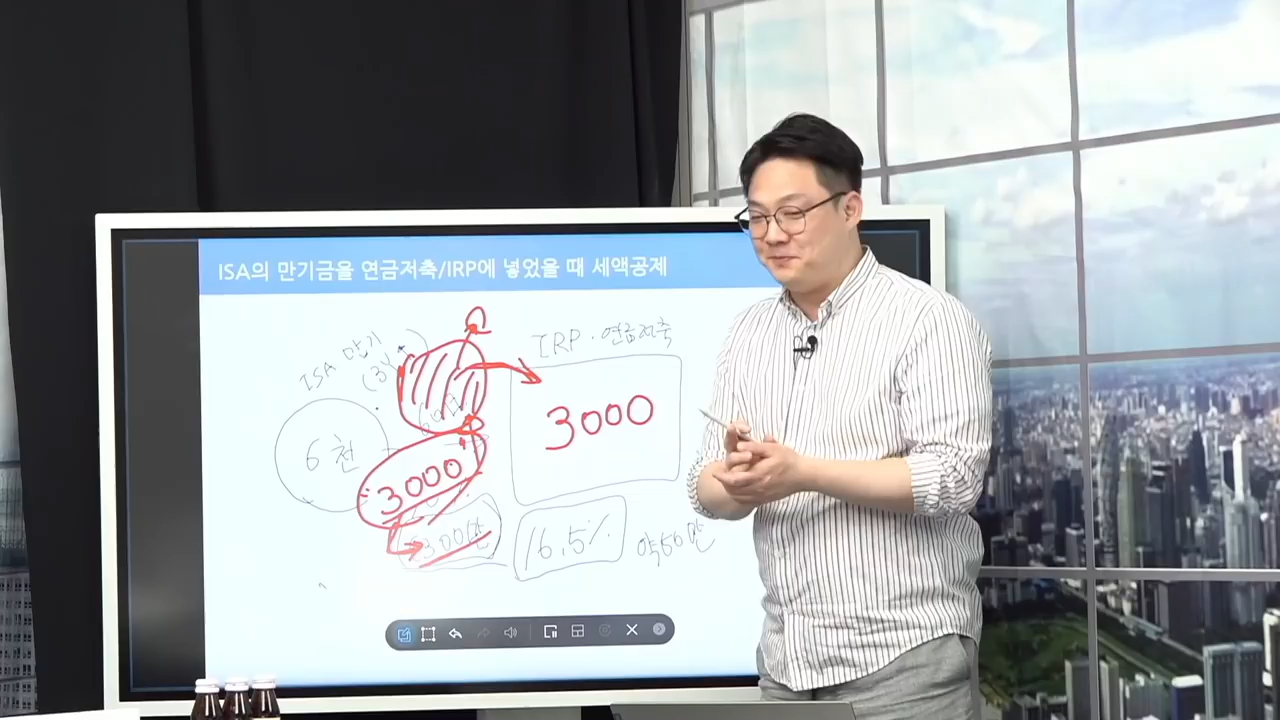 ISA의 만기금을 연금저축/IRP에 넣었을 때 세액공제
ISA 만기
(3Y+)
IRP·연금저축
6천
3000
3000
300만
16.5%
약50만